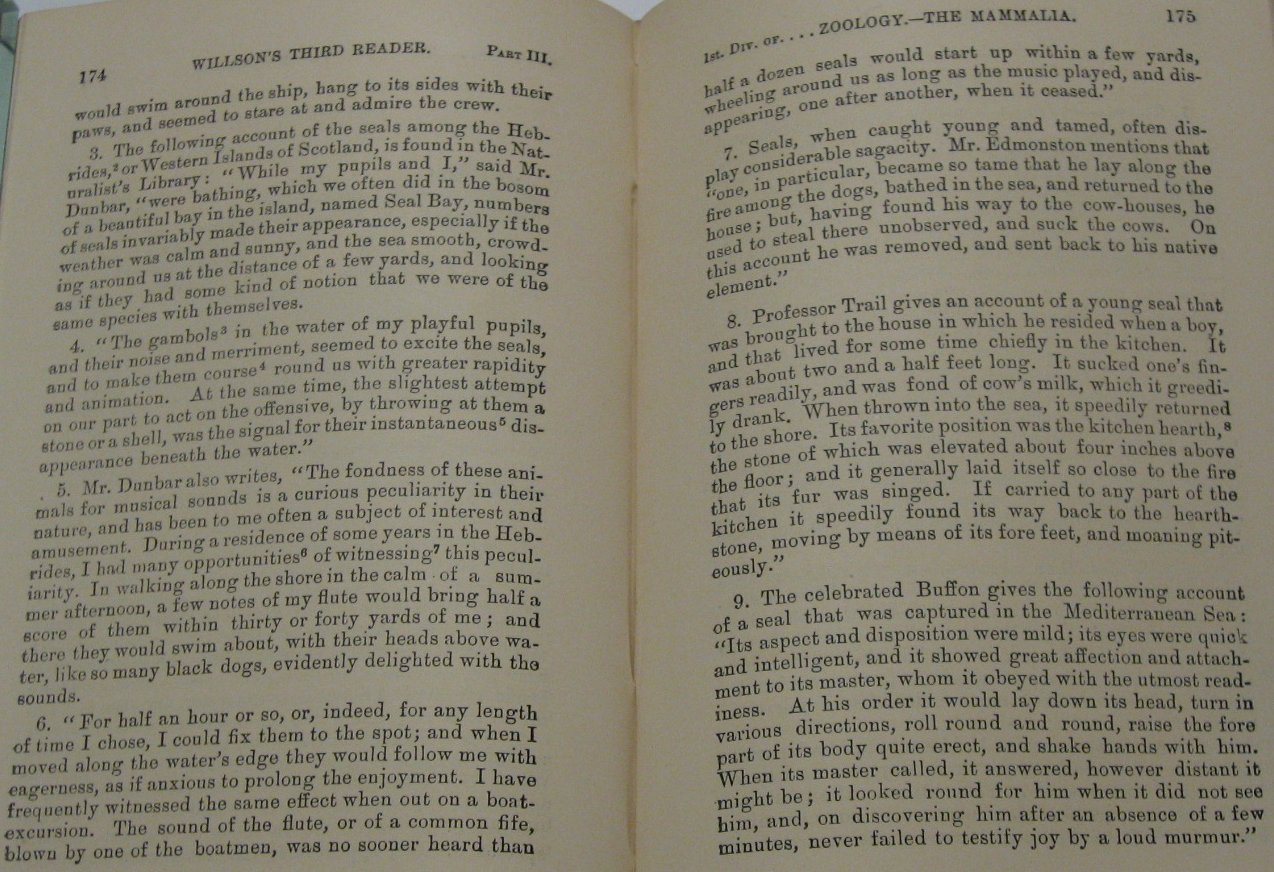 174 WILLSON'S THIRD READER. PART III.
would swim around the ship, hang to its sides with their
paws, and seemed to stare at and admire the crew.
3. The following account of the seals among the Heb-
rides,² or Western Islands of Scotland, is found in the Nat-
uralist's Library: "While my pupils and I," said Mr.
Dunbar, "were bathing, which we often did in the bosom
of a beautiful bay in the island, named Seal Bay, numbers
of seals invariably made their appearance, especially if the
weather was calm and sunny, and the sea smooth, crowd-
ing around us at the distance of a few yards, and looking
as if they had some kind of notion that we were of the
same species with themselves.
4. "The gambols³ in the water of my playful pupils,
and their noise and merriment, seemed to excite the seals,
and to make them course⁴ round us with greater rapidity
and animation. At the same time, the slightest attempt
on our part to act on the offensive, by throwing at them a
stone or a shell, was the signal for their instantaneous⁵ dis-
appearance beneath the water."
5. Mr. Dunbar also writes, "The fondness of these ani-
mals for musical sounds is a curious peculiarity in their
nature, and has been to me often a subject of interest and
amusement. During a residence of some years in the Heb-
rides, I had many opportunities⁶ of witnessing⁷ this pecul-
iarity. In walking along the shore in the calm of a sum-
mer afternoon, a few notes of my flute would bring half a
score of them within thirty or forty yards of me; and
there they would swim about, with their heads above wa-
ter, like so many black dogs, evidently delighted with the
sounds.
6. "For half an hour or so, or, indeed, for any length
of time I chose, I could fix them to the spot; and when I
moved along the water's edge they would follow me with
eagerness, as if anxious to prolong the enjoyment. I have
frequently witnessed the same effect when out on a boat-
excursion. The sound of the flute, or of a common fife,
blown by one of the boatmen, was no sooner heard than
1st. DIV. OF.... ZOOLOGY.—THE MAMMALIA. 175
half a dozen seals would start up within a few yards,
wheeling around us as long as the music played, and dis-
appearing, one after another, when it ceased."
7. Seals, when caught young and tamed, often dis-
play considerable sagacity. Mr. Edmonston mentions that
"one, in particular, became so tame that he lay along the
fire among the dogs, bathed in the sea, and returned to the
house; but, having found his way to the cow-houses, he
used to steal there unobserved, and suck the cows. On
this account he was removed, and sent back to his native
element."
8. Professor Trail gives an account of a young seal that
was brought to the house in which he resided when a boy,
and that lived for some time chiefly in the kitchen. It
was about two and a half feet long. It sucked one's fin-
gers readily, and was fond of cow's milk, which it greedi-
ly drank. When thrown into the sea, it speedily returned
to the shore. Its favorite position was the kitchen hearth,⁸
the stone of which was elevated about four inches above
the floor; and it generally laid itself so close to the fire
that its fur was singed. If carried to any part of the
kitchen it speedily found its way back to the hearth-
stone, moving by means of its fore feet, and moaning pit-
eously."
9. The celebrated Buffon gives the following account
of a seal that was captured in the Mediterranean Sea:
"Its aspect and disposition were mild; its eyes were quick
and intelligent, and it showed great affection and attach-
ment to its master, whom it obeyed with the utmost read-
iness. At his order it would lay down its head, turn in
various directions, roll round and round, raise the fore
part of its body quite erect, and shake hands with him.
When its master called, it answered, however distant it
might be; it looked round for him when it did not see
him, and, on discovering him after an absence of a few
minutes, never failed to testify joy by a loud murmur."